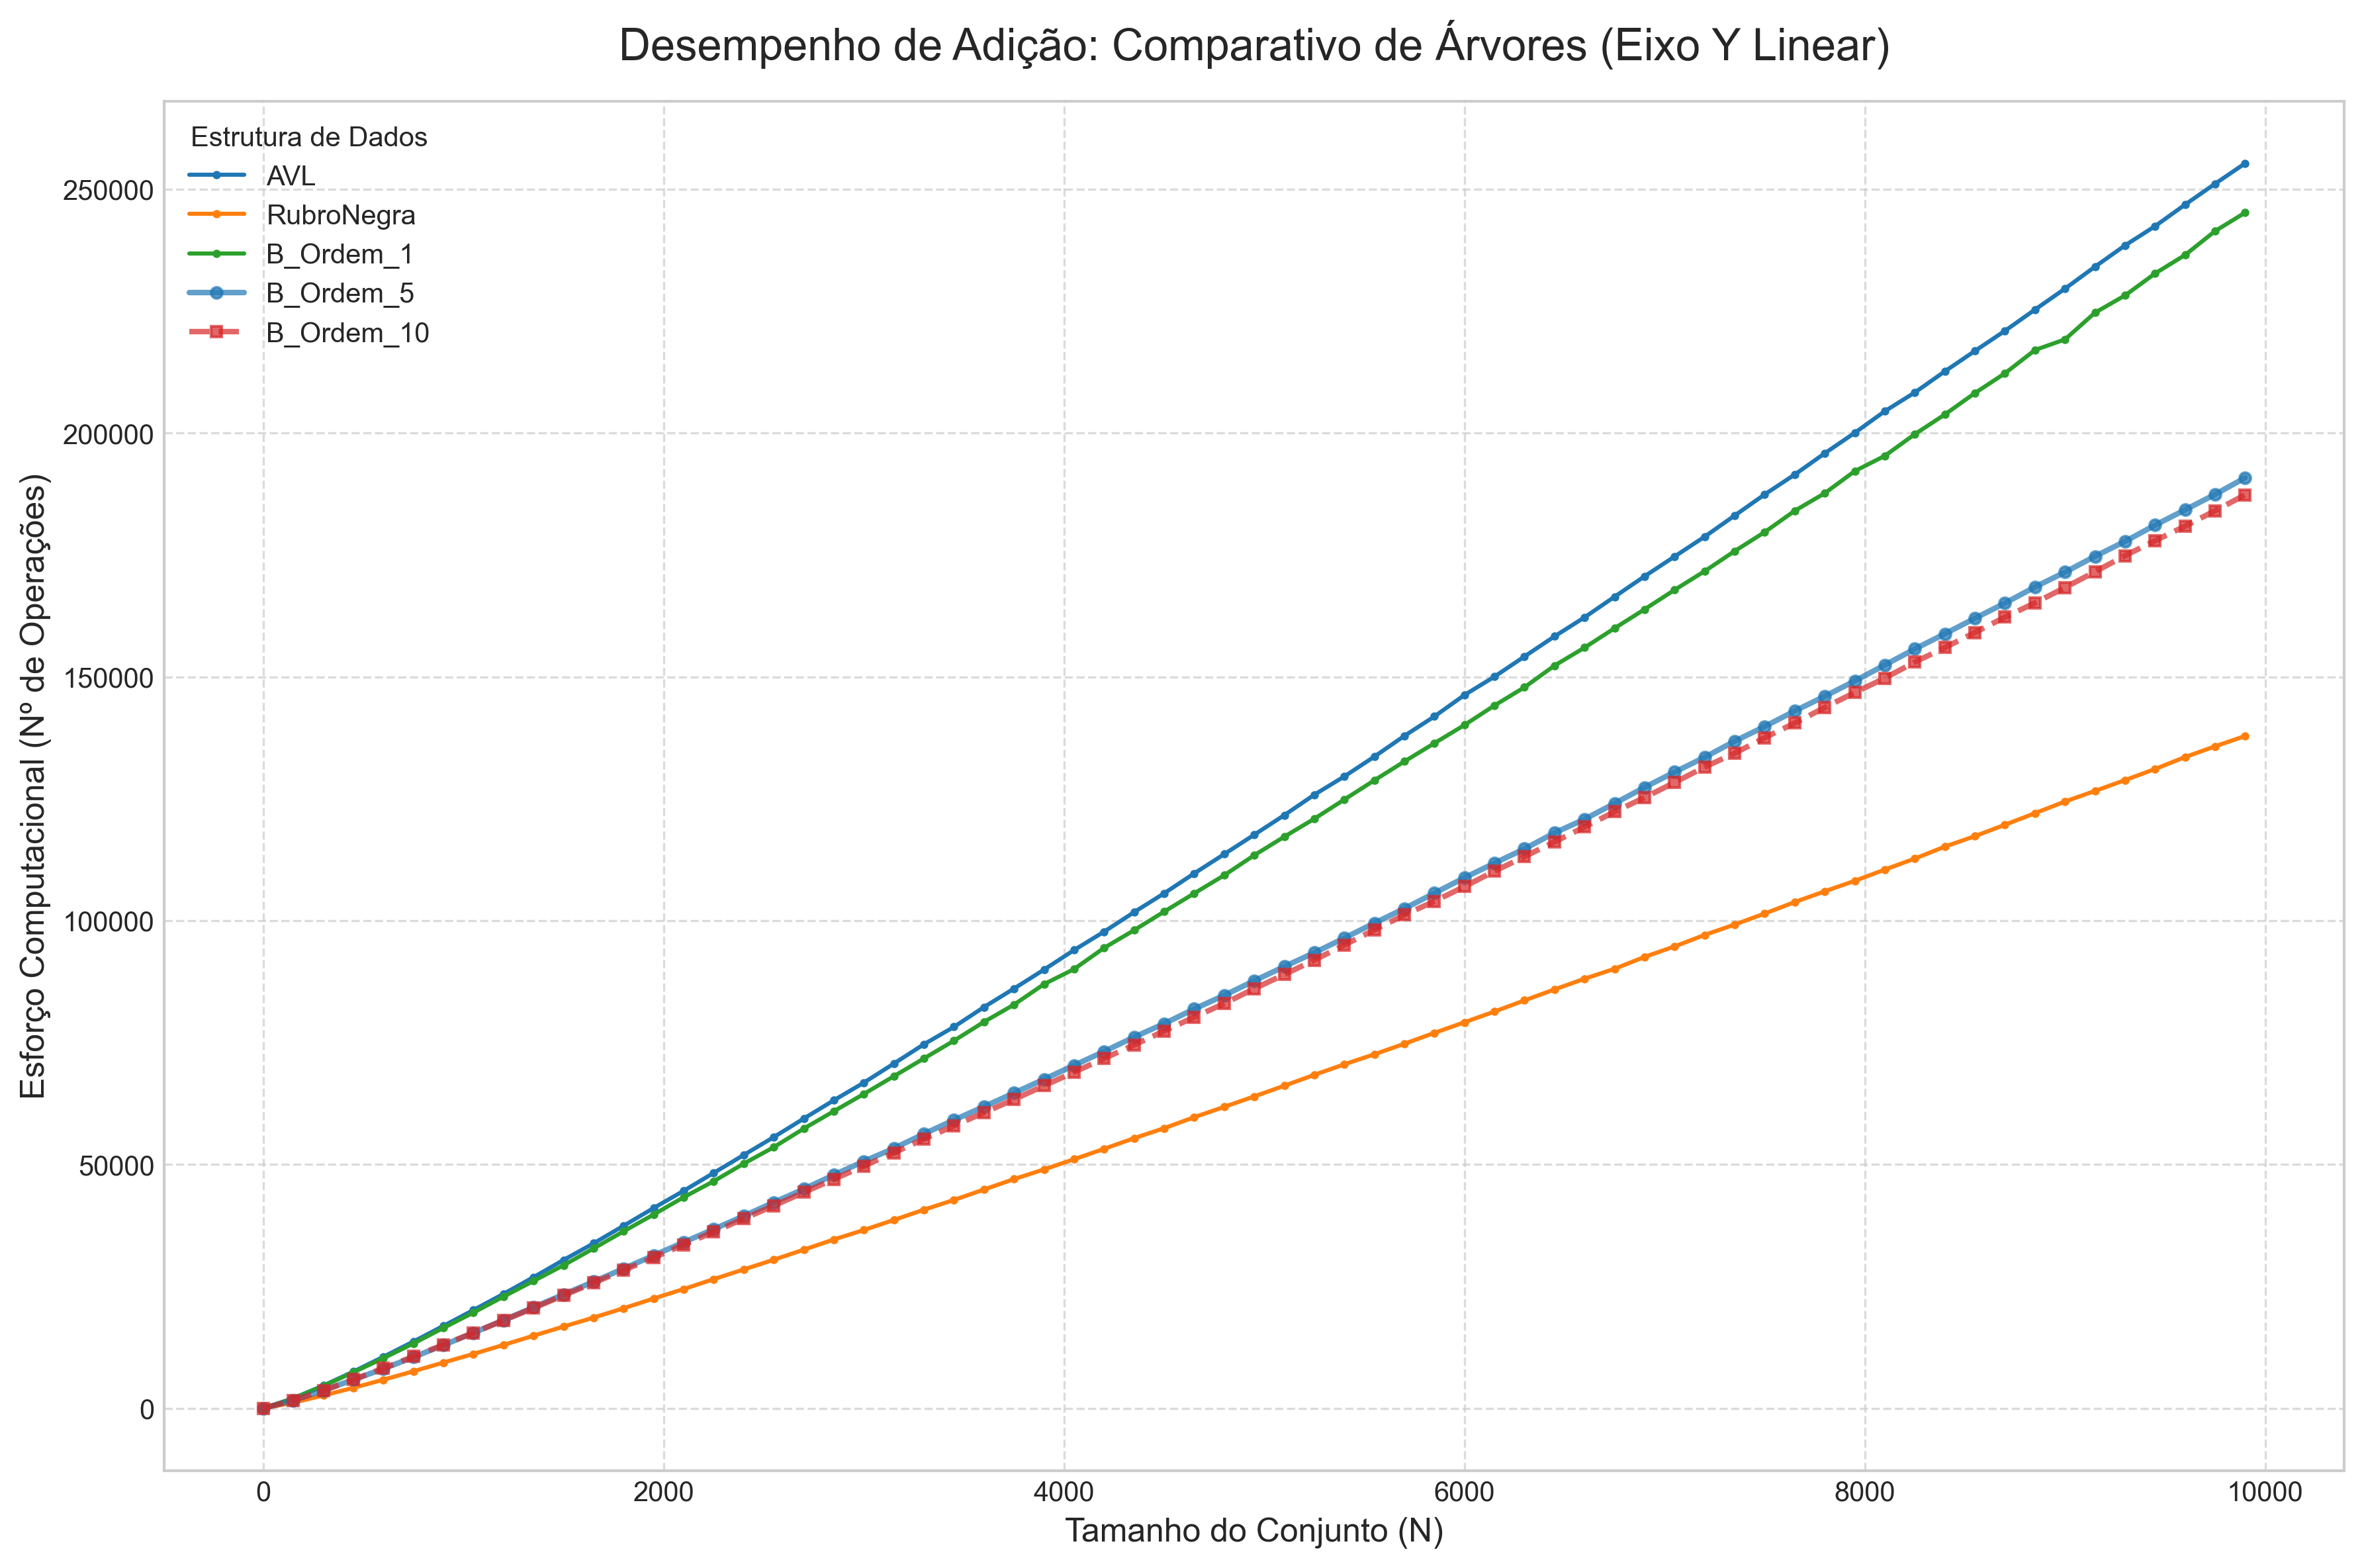 Desempenho de Adição: Comparativo de Árvores (Eixo Y Linear)
Estrutura de Dados
AVL
RubroNegra
B_Ordem_1
B_Ordem_5
B_Ordem_10
Esforço Computacional (Nº de Operações)
250000
200000
150000
100000
50000
0
0
2000
4000
6000
8000
10000
Tamanho do Conjunto (N)